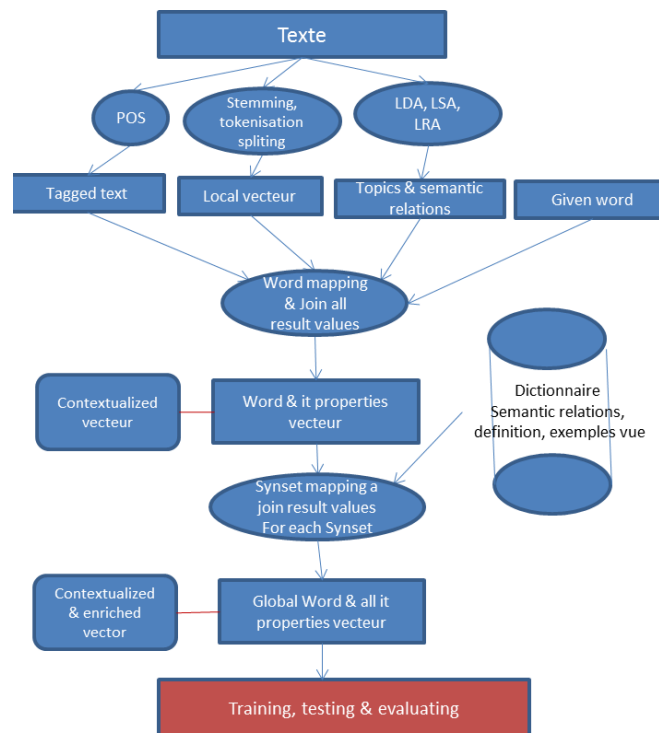 Texte
POS
Stemming,
tokenisation
spliting
LDA, LSA,
LRA
Tagged text
Local vecteur
Topics & semantic
relations
Given word
Word mapping
& Join all
result values
Contextualized
vecteur
Word & it properties
vecteur
Dictionnaire
Semantic relations,
definition, exemples vue
Synset mapping a
join result values
For each Synset
Contextualized
& enriched
vector
Global Word & all it
properties vecteur
Training, testing & evaluating